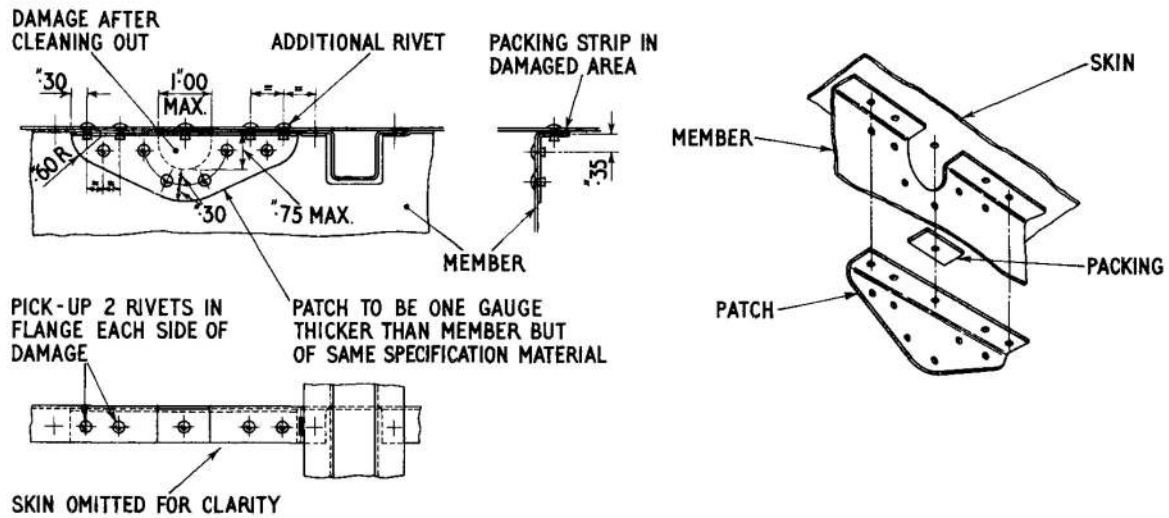 DAMAGE AFTER
CLEANING OUT
ADDITIONAL RIVET
PACKING STRIP IN
DAMAGED AREA
SKIN
".30
1".00
MAX.
=
=
MEMBER
".60 R
".35
=
=
".30
".75 MAX.
MEMBER
PACKING
PATCH
PICK-UP 2 RIVETS IN
FLANGE EACH SIDE OF
DAMAGE
PATCH TO BE ONE GAUGE
THICKER THAN MEMBER BUT
OF SAME SPECIFICATION MATERIAL
SKIN OMITTED FOR CLARITY